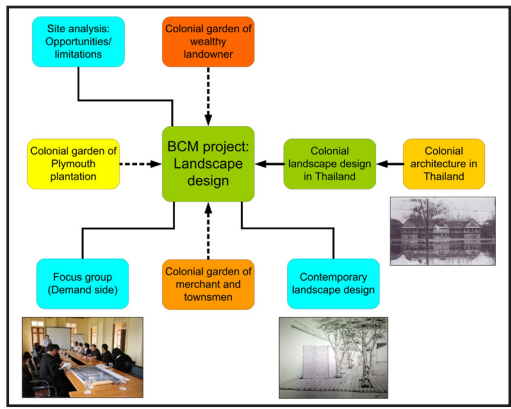 Site analysis:
Opportunities/
limitations
Colonial garden of
wealthy
landowner
Colonial garden of
Plymouth
plantation
BCM project:
Landscape
design
Colonial
landscape design
in Thailand
Colonial
architecture in
Thailand
Focus group
(Demand side)
Colonial garden of
merchant and
townsmen
Contemporary
landscape design